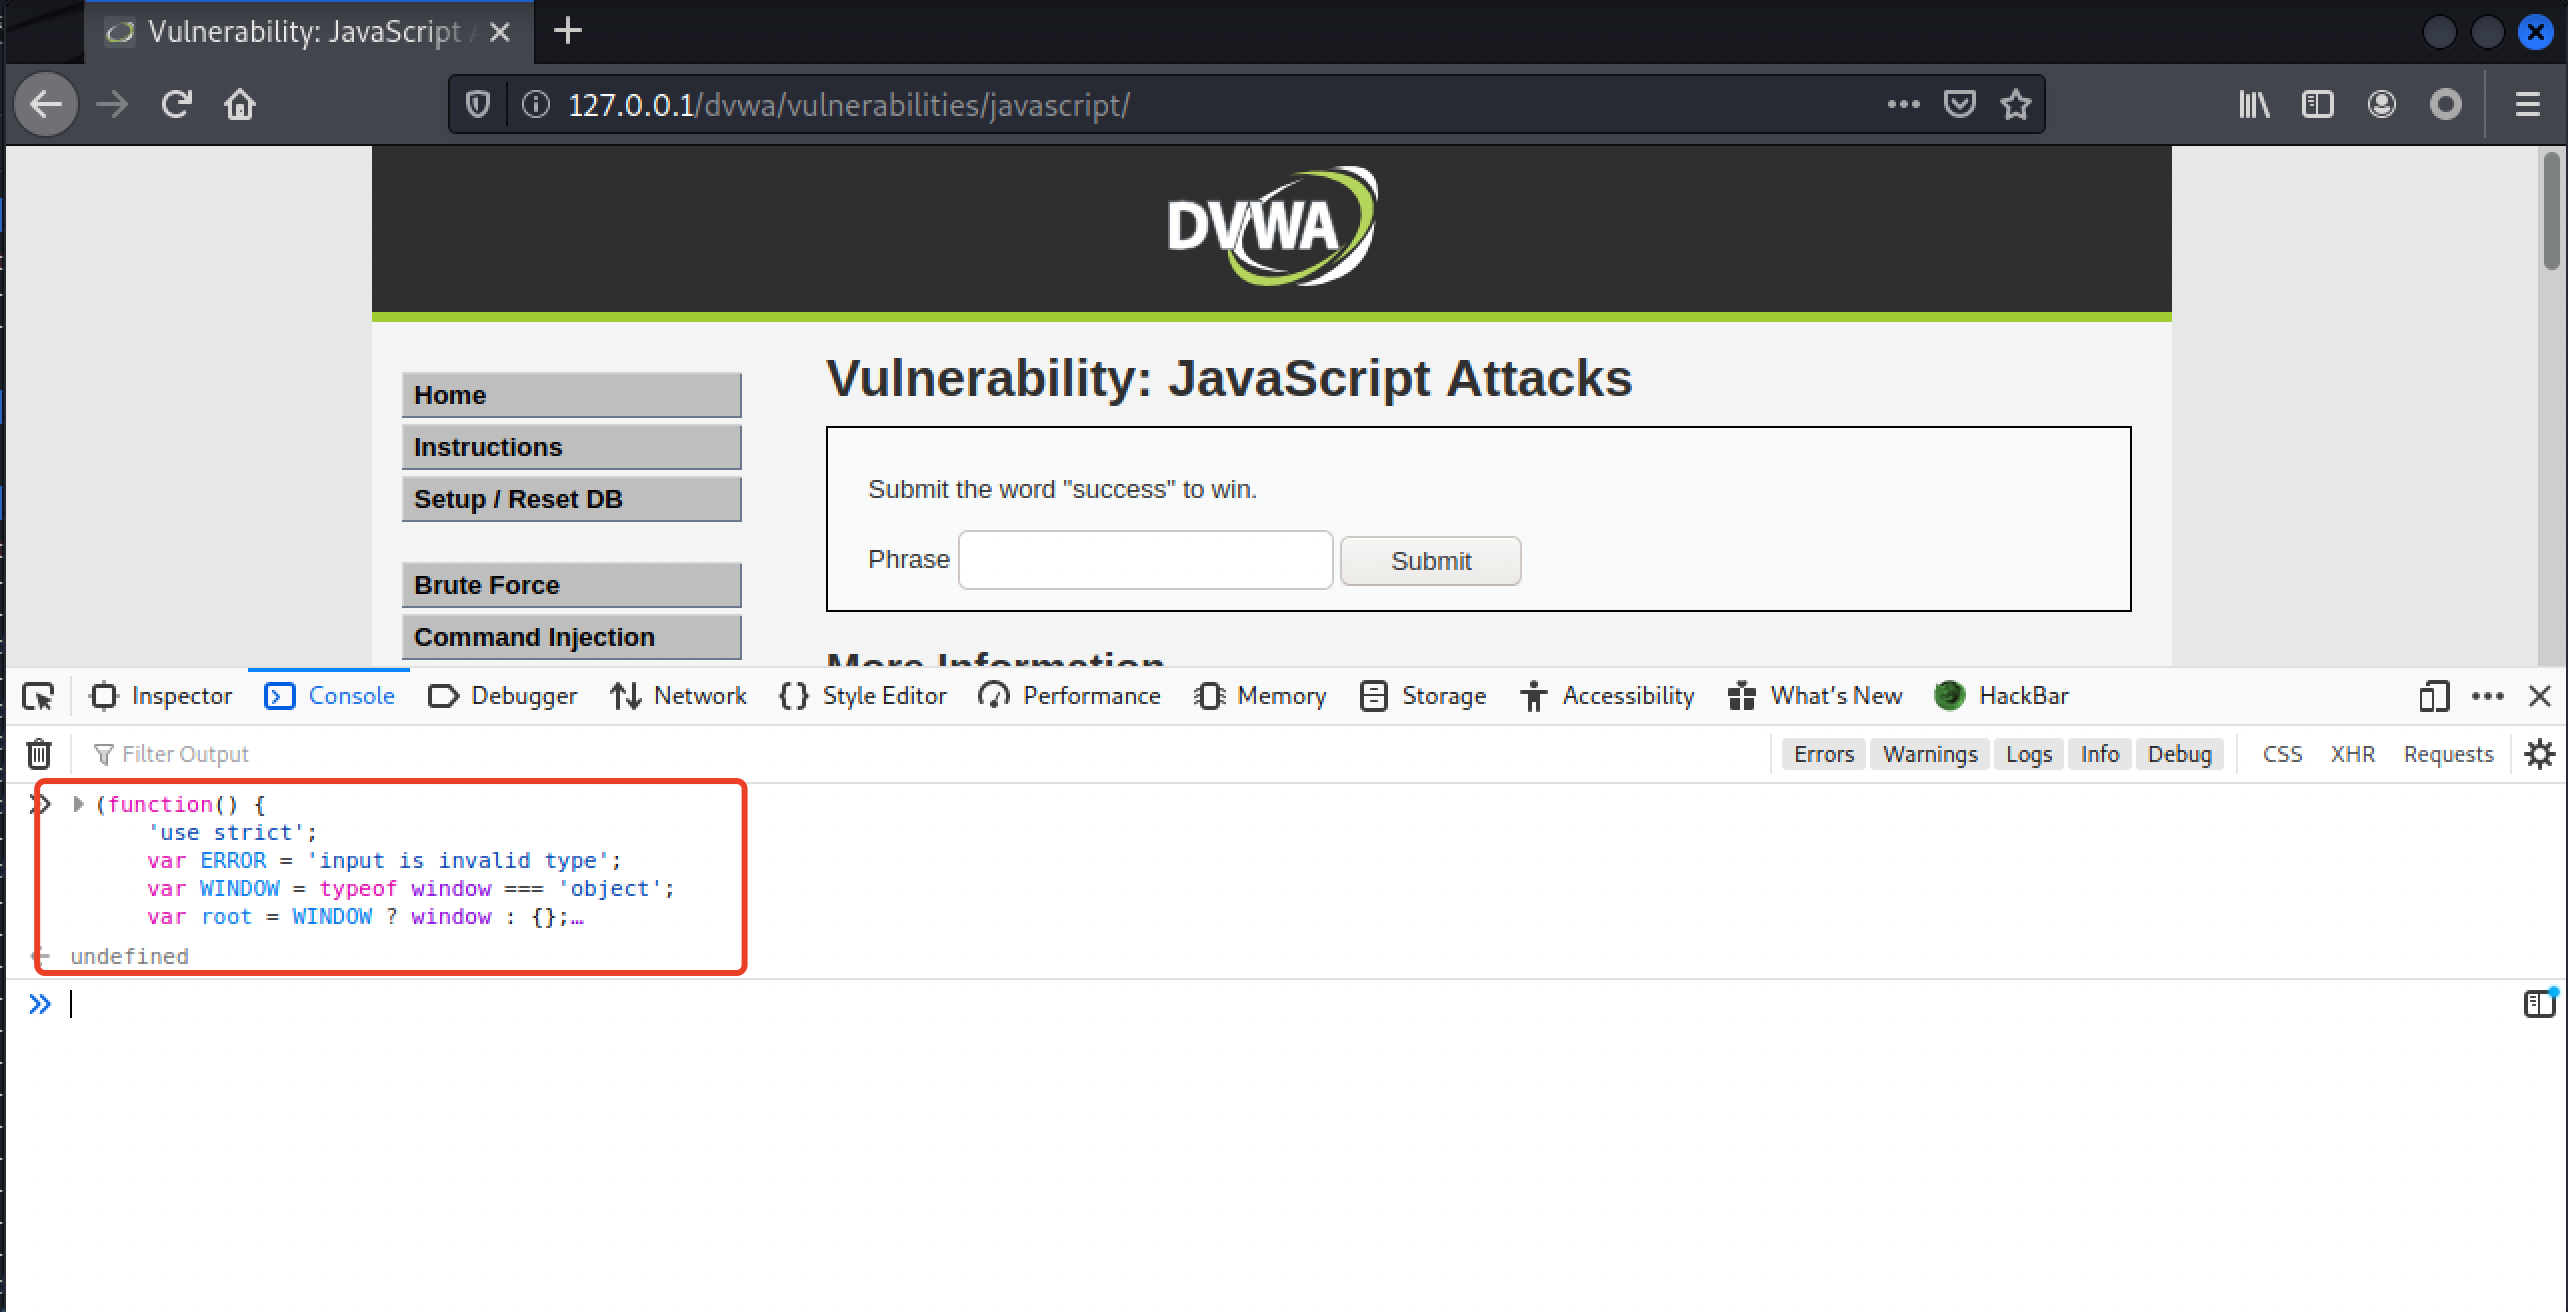 Vulnerability: JavaScript A
127.0.0.1/dvwa/vulnerabilities/javascript/
DVWA
Home
Instructions
Setup / Reset DB
Brute Force
Command Injection
Vulnerability: JavaScript Attacks
Submit the word "success" to win.
Phrase Submit
More Information
Inspector Console Debugger Network Style Editor Performance Memory Storage Accessibility What's New HackBar
Filter Output Errors Warnings Logs Info Debug CSS XHR Requests
(function() {
'use strict';
var ERROR = 'input is invalid type';
var WINDOW = typeof window === 'object';
var root = WINDOW ? window : {};…
undefined